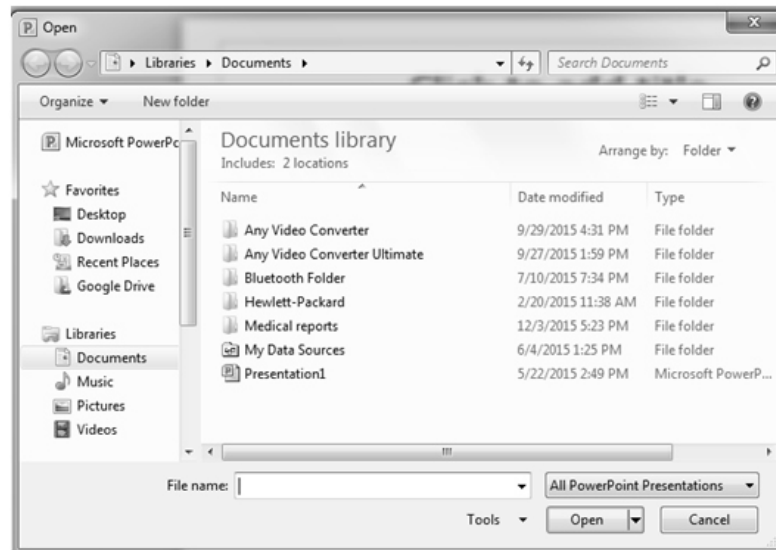 Open
Libraries Documents Search Documents
Click to add title
Organize New folder
Microsoft PowerPc
Favorites
Desktop
Downloads
Recent Places
Google Drive
Libraries
Documents
Music
Pictures
Videos
Documents library
Includes: 2 locations
Arrange by: Folder
Name Date modified Type
Any Video Converter 9/29/2015 4:31 PM File folder
Any Video Converter Ultimate 9/27/2015 1:59 PM File folder
Bluetooth Folder 7/10/2015 7:34 PM File folder
Hewlett-Packard 2/20/2015 11:38 AM File folder
Medical reports 12/3/2015 5:23 PM File folder
My Data Sources 6/4/2015 1:25 PM File folder
Presentation1 5/22/2015 2:49 PM Microsoft PowerP...
File name: All PowerPoint Presentations
Tools Open Cancel